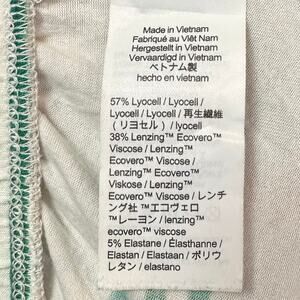 Made in Vietnam
Fabriqué au Viêt Nam
Hergestellt in Vietnam
Vervaardigd in Vietnam
ベトナム製
hecho en vietnam
57% Lyocell / Lyocell /
Lyocell / Lyocell / 再生繊維
(リヨセル) / lyocell
38% Lenzing™ Ecovero™
Viscose / Lenzing™
Ecovero™ Viscose /
Lenzing™ Ecovero™
Viskose / Lenzing™
Ecovero™ Viscose / レンチ
ング社 ™エコヴェロ
™レーヨン / lenzing™
ecovero™ viscose
5% Elastane / Élasthanne /
Elastan / Elastaan / ポリウ
レタン / elastano